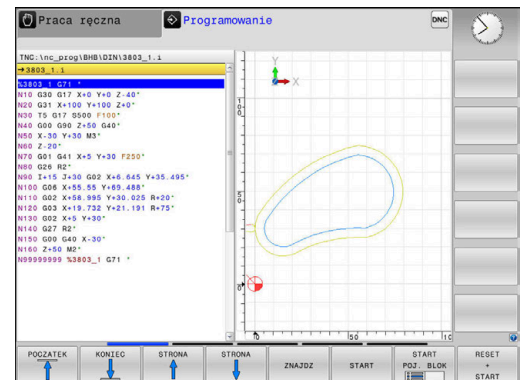 Praca ręczna
Programowanie
DNC
TNC:\nc_prog\BHB\DIN\3803_1.i
→3803_1.i
%3803_1 G71 *
N10 G30 G17 X+0 Y+0 Z-40*
N20 G31 X+100 Y+100 Z+0*
N30 T5 G17 S500 F100*
N40 G00 G90 Z+50 G40*
N50 X-30 Y+30 M3*
N60 Z-20*
N70 G01 G41 X+5 Y+30 F250*
N80 G26 R2*
N90 I+15 J+30 G02 X+6.645 Y+35.495*
N100 G06 X+55.55 Y+69.488*
N110 G02 X+58.995 Y+30.025 R+20*
N120 G03 X+19.732 Y+21.191 R+75*
N130 G02 X+5 Y+30*
N140 G27 R2*
N150 G00 G40 X-30*
N160 Z+50 M2*
N99999999 %3803_1 G71 *
Y
X
100
50
0
0
50
POCZATEK
KONIEC
STRONA
STRONA
ZNAJDZ
START
START
POJ. BLOK
RESET
+
START